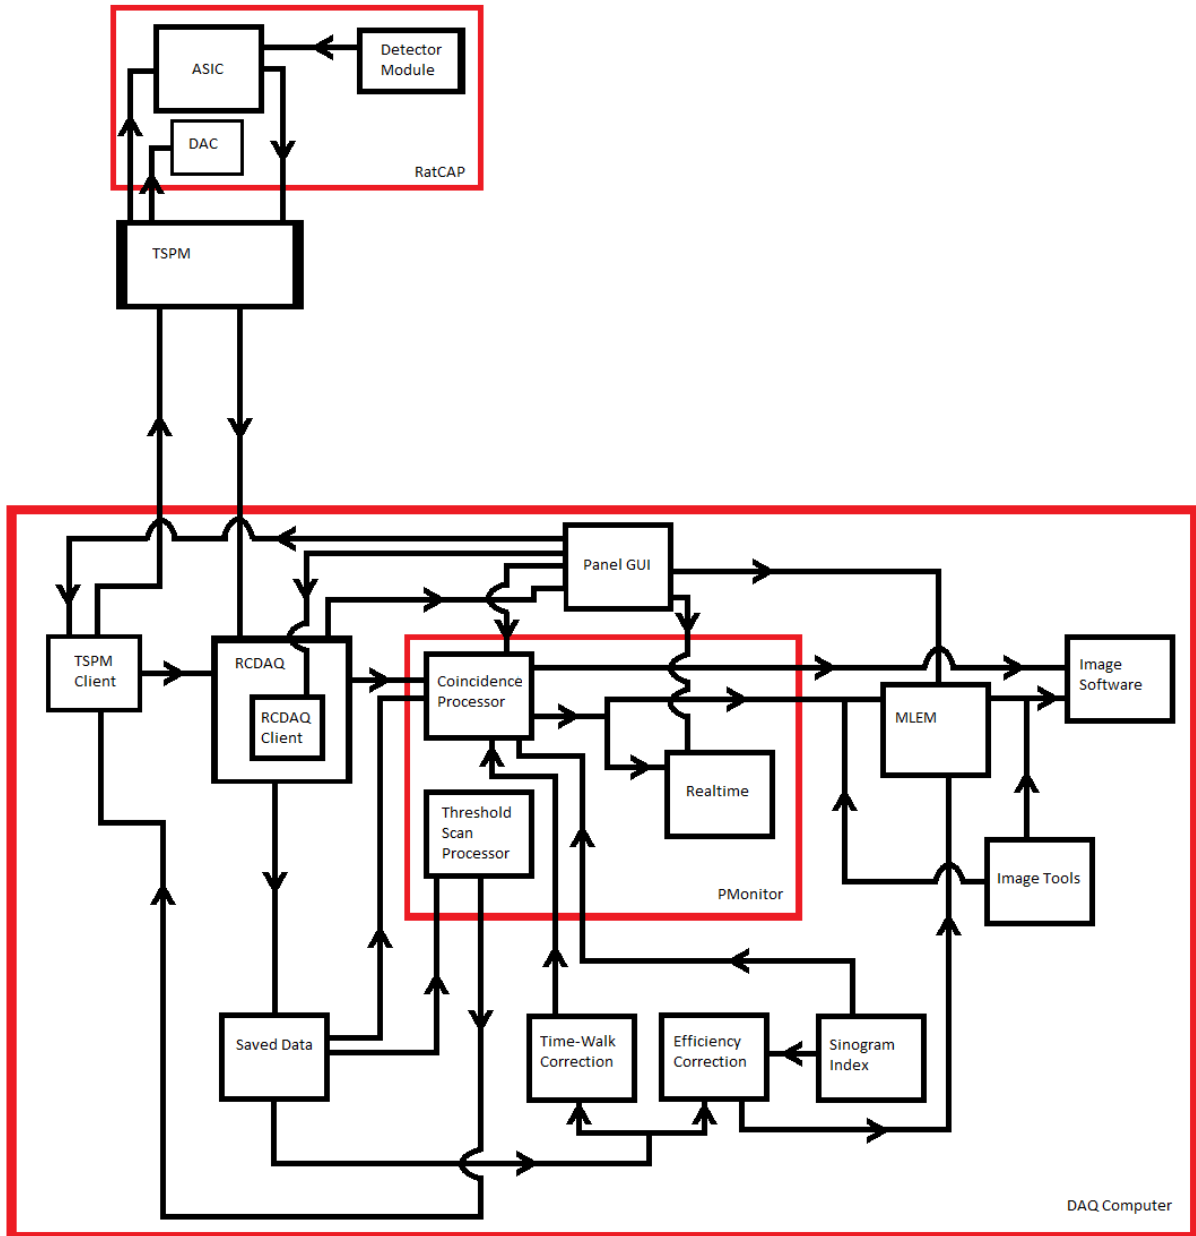 Detector
Module
ASIC
DAC
RatCAP
TSPM
Panel GUI
TSPM
Client
RCDAQ
RCDAQ
Client
Coincidence
Processor
Image
Software
MLEM
Realtime
Threshold
Scan
Processor
Image Tools
PMonitor
Saved Data
Time-Walk
Correction
Efficiency
Correction
Sinogram
Index
DAQ Computer